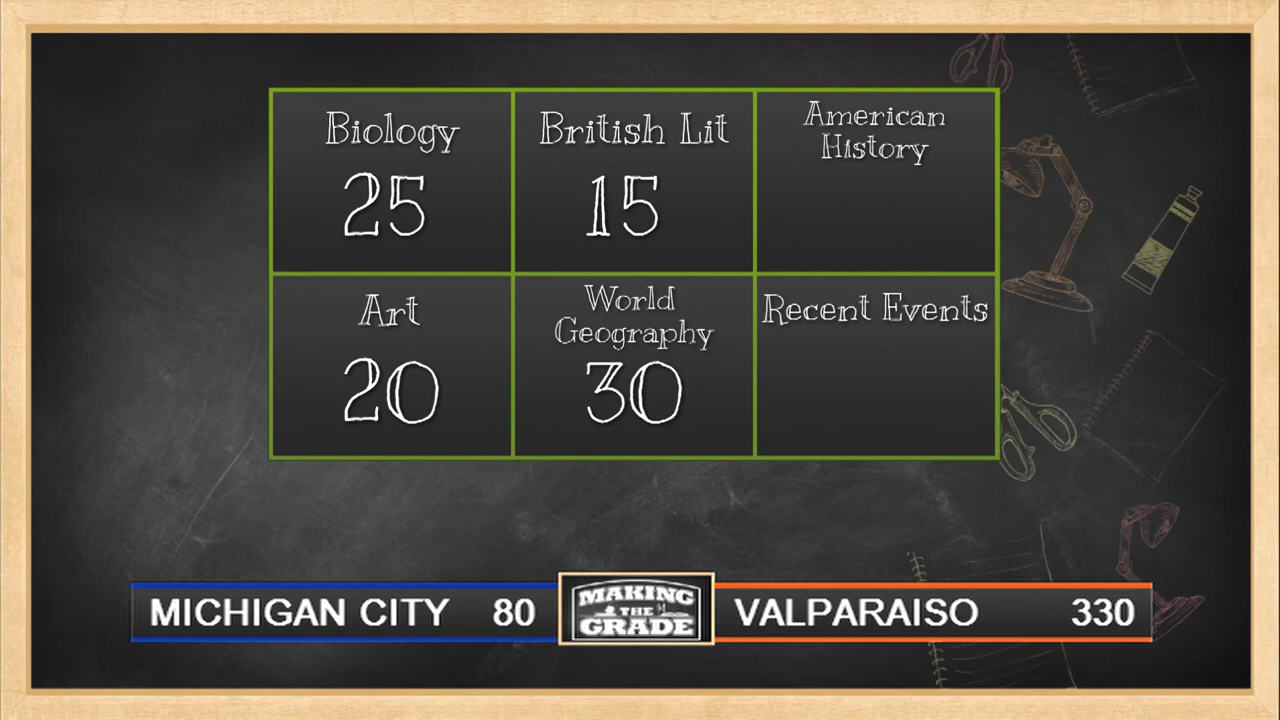 Biology
25
British Lit
15
American
History
Art
20
World
Geography
30
Recent Events
MICHIGAN CITY 80
MAKING
THE
GRADE
VALPARAISO 330